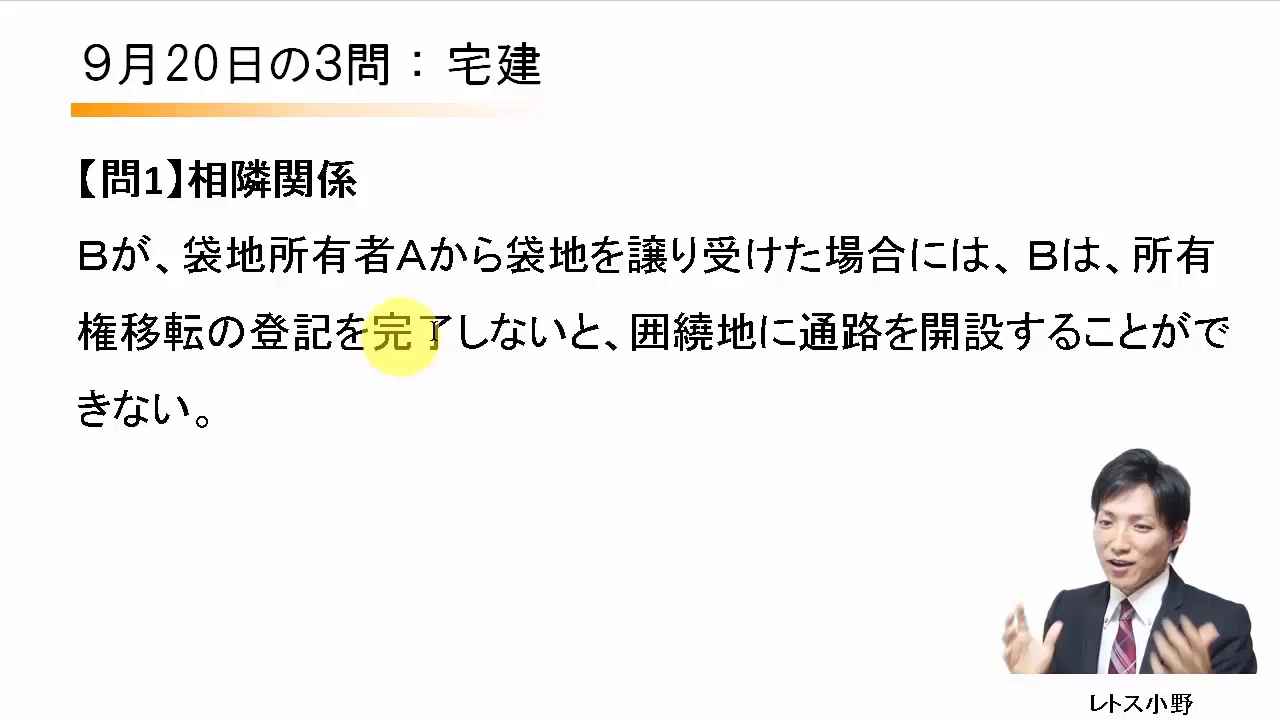 ９月２０日の３問：宅建
【問1】相隣関係
Ｂが、袋地所有者Ａから袋地を譲り受けた場合には、Ｂは、所有
権移転の登記を完了しないと、囲繞地に通路を開設することがで
きない。
レトス小野